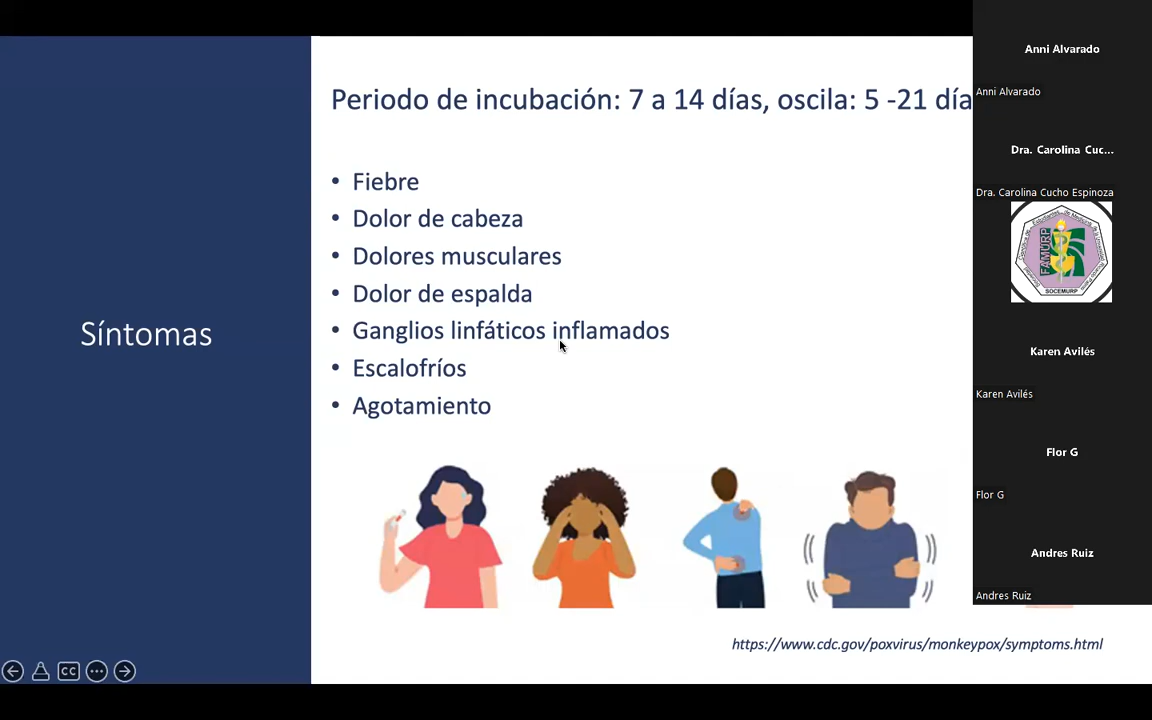 Periodo de incubación: 7 a 14 días, oscila: 5 -21 día
Síntomas
• Fiebre
• Dolor de cabeza
• Dolores musculares
• Dolor de espalda
• Ganglios linfáticos inflamados
• Escalofríos
• Agotamiento
https://www.cdc.gov/poxvirus/monkeypox/symptoms.html
CC
Anni Alvarado
Anni Alvarado
Dra. Carolina Cuc...
Dra. Carolina Cucho Espinoza
FAMURP
SOCEMURP
Karen Avilés
Karen Avilés
Flor G
Flor G
Andres Ruiz
Andres Ruiz